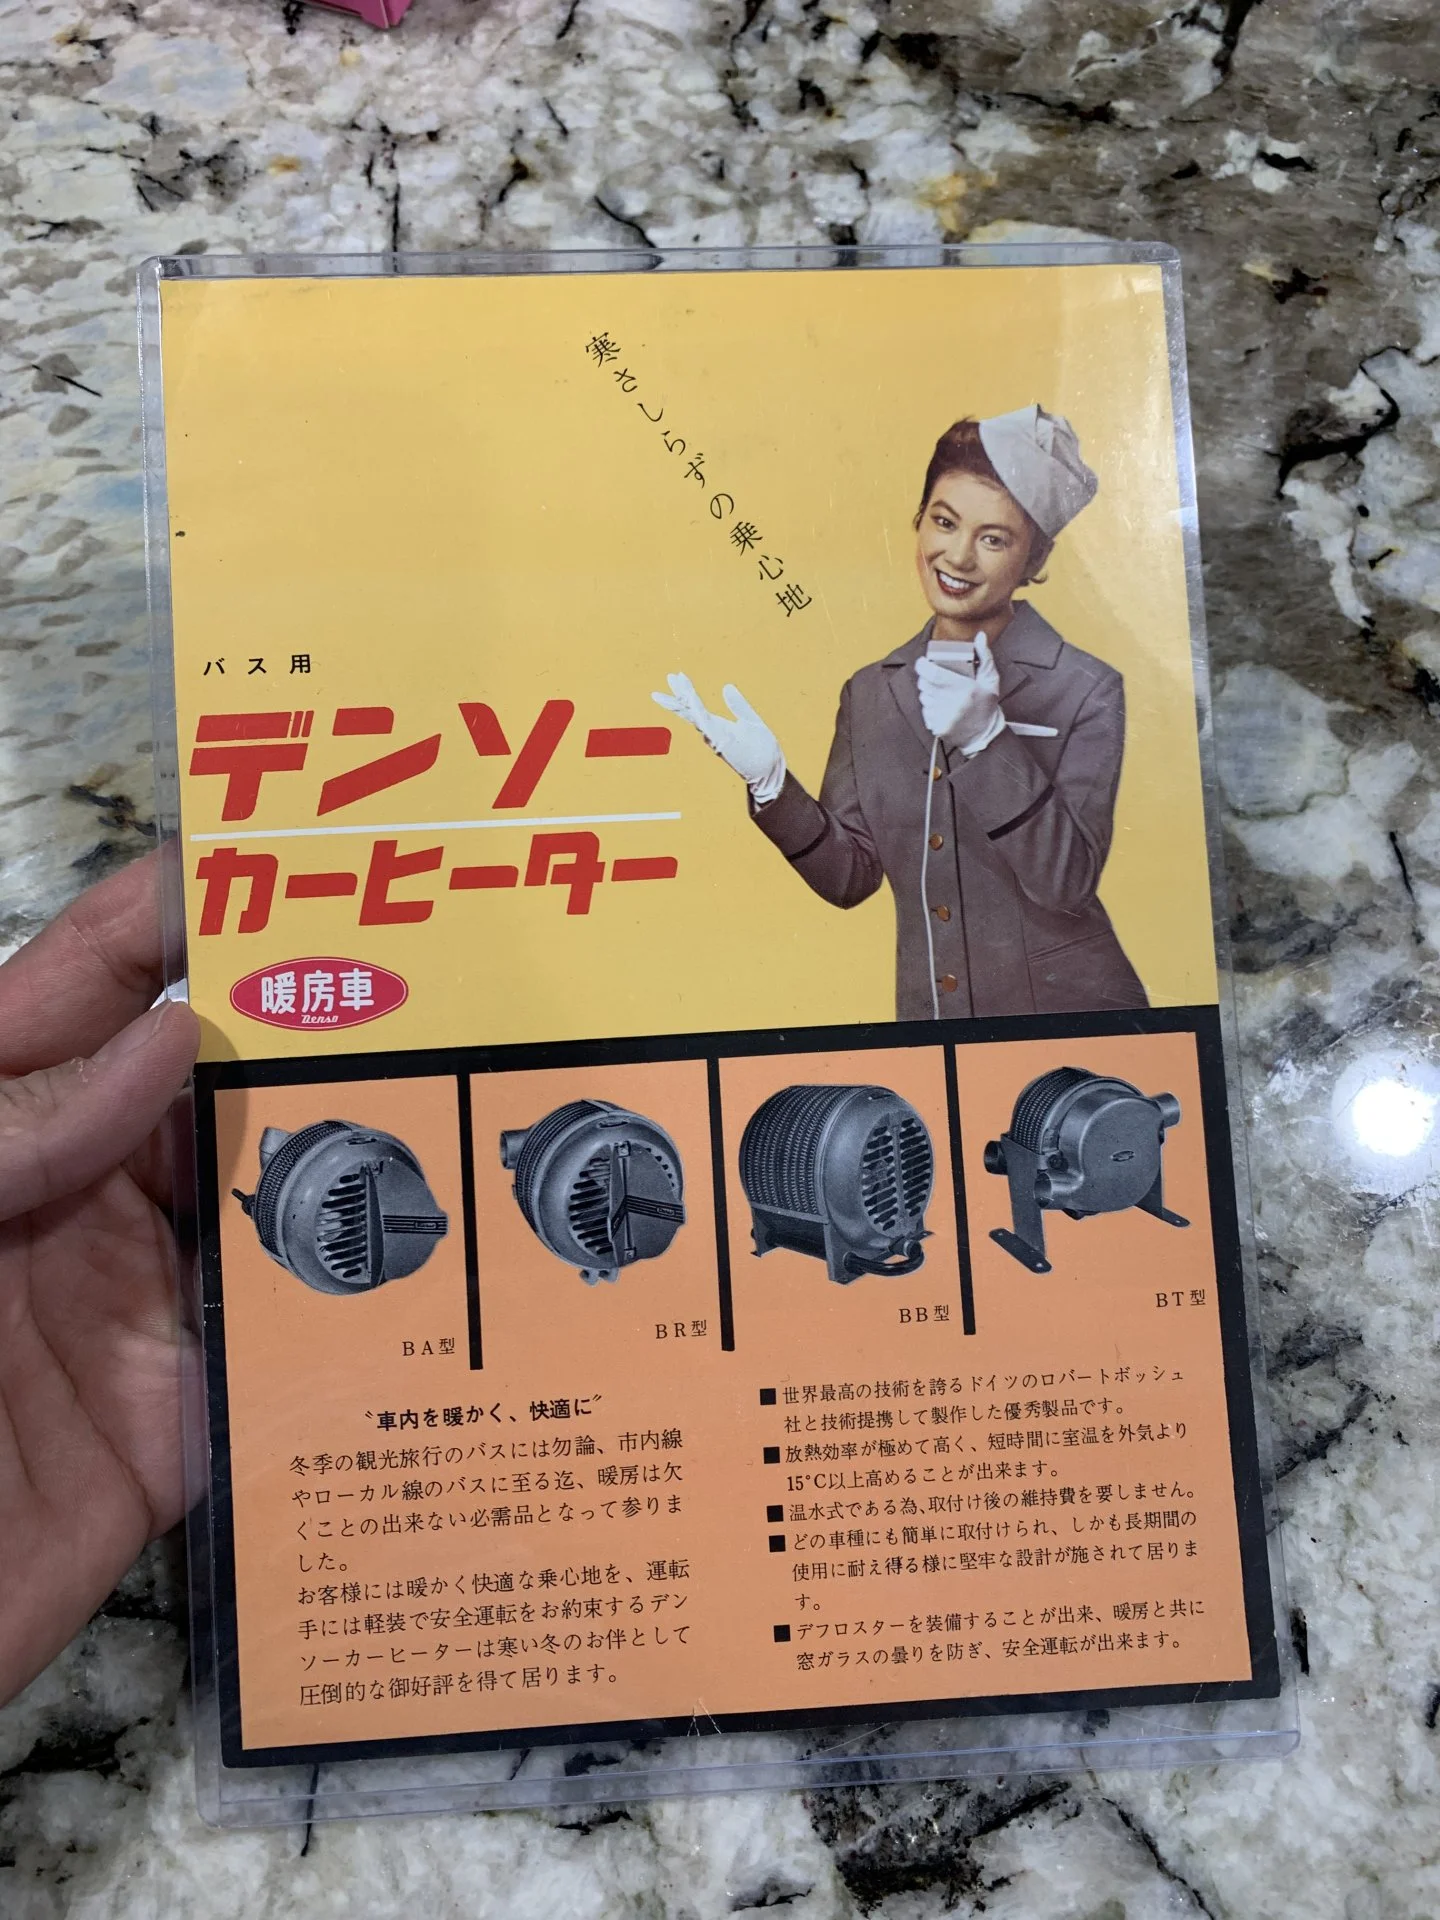 寒さしらずの乗心地
バス用
デンソー
カーヒーター
暖房車
Denso
BA型
BR型
BB型
BT型
〝車内を暖かく、快適に〞
冬季の観光旅行のバスには勿論、市内線
やローカル線のバスに至る迄、暖房は欠
くことの出来ない必需品となって参りま
した。
お客様には暖かく快適な乗心地を、運転
手には軽装で安全運転をお約束するデン
ソーカーヒーターは寒い冬のお伴として
圧倒的な御好評を得て居ります。
■世界最高の技術を誇るドイツのロバートボッシュ
社と技術提携して製作した優秀製品です。
■放熱効率が極めて高く、短時間に室温を外気より
15°C以上高めることが出来ます。
■温水式である為、取付け後の維持費を要しません。
■どの車種にも簡単に取付けられ、しかも長期間の
使用に耐え得る様に堅牢な設計が施されて居りま
す。
■デフロスターを装備することが出来、暖房と共に
窓ガラスの曇りを防ぎ、安全運転が出来ます。